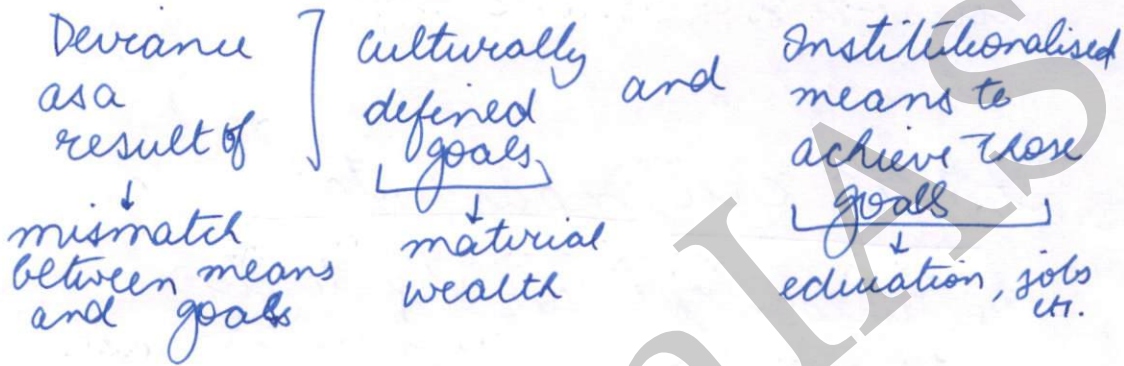 Deviance
as a
result of
↓
mismatch
between means
and goals
culturally
defined
goals
↓
material
wealth
and
Institutionalised
means to
achieve those
goals
↓
education, jobs
etc.
IAS